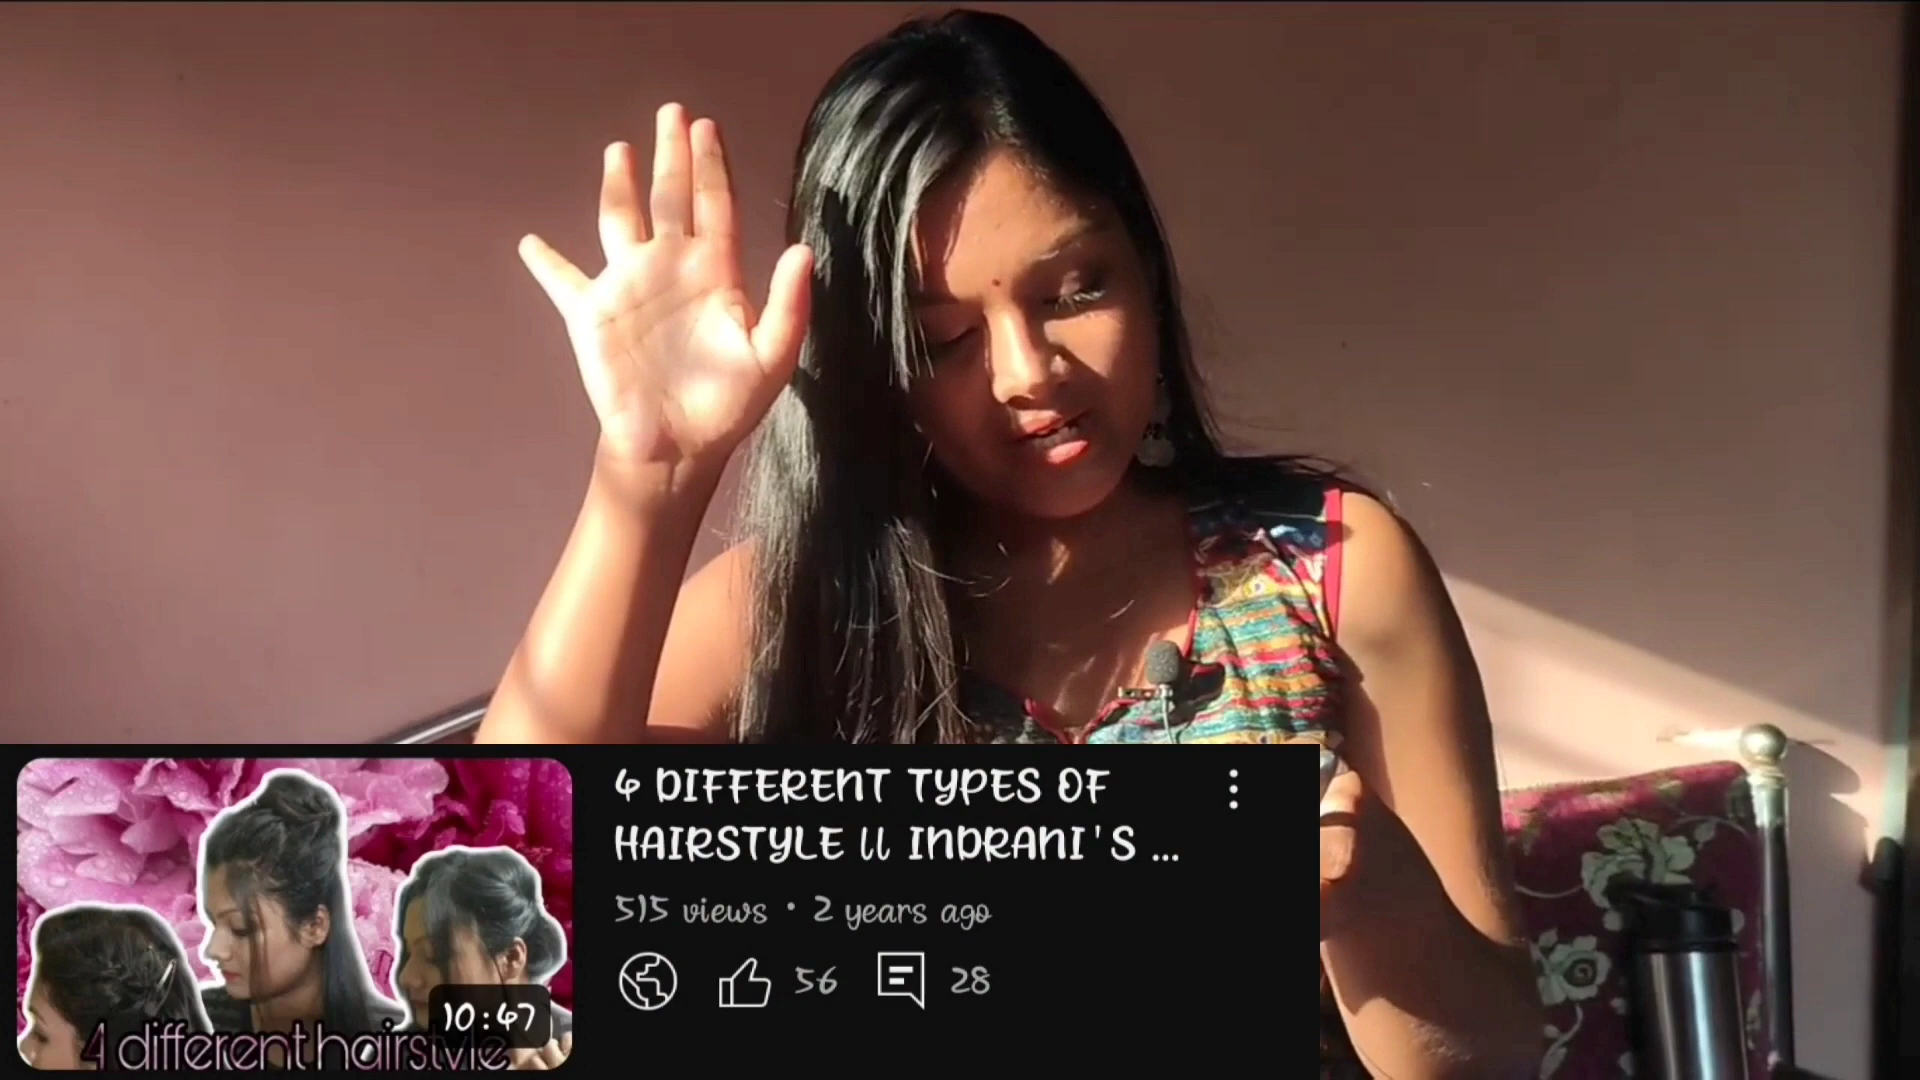 4 DIFFERENT TYPES OF
HAIRSTYLE ll INDRANI'S ...
515 views • 2 years ago
56 28
10:47
4 different hairstyle